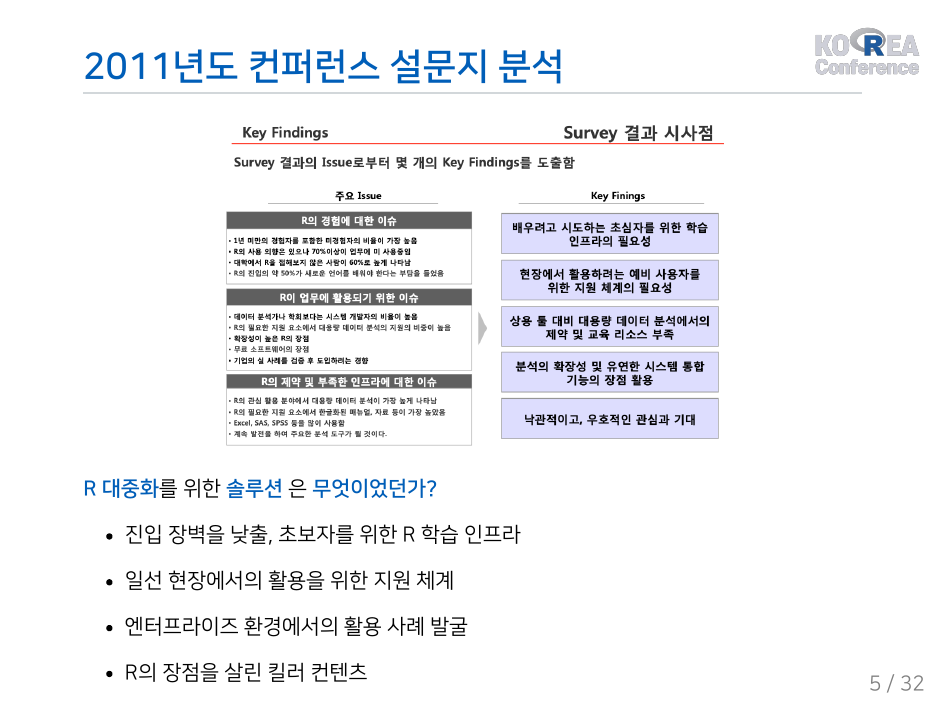 2011년도 컨퍼런스 설문지 분석
KOREA
Conference
Key Findings
Survey 결과 시사점
Survey 결과의 Issue로부터 몇 개의 Key Findings를 도출함
주요 Issue
R의 경험에 대한 이슈
• 1년 미만의 경험자를 포함한 미경험자의 비율이 가장 높음
• R의 사용 의향은 있으나 70%이상이 업무에 미 사용중임
• 대학에서 R을 접해보지 않은 사람이 60%로 높게 나타남
• R의 진입의 약 50%가 새로운 언어를 배워야 한다는 부담을 들었음
R이 업무에 활용되기 위한 이슈
• 데이터 분석가나 학회보다는 시스템 개발자의 비율이 높음
• R의 필요한 지원 요소에서 대용량 데이터 분석의 지원의 비중이 높음
• 확장성이 높은 R의 장점
• 무료 소프트웨어의 장점
• 기업의 실 사례를 검증 후 도입하려는 경향
R의 제약 및 부족한 인프라에 대한 이슈
• R의 관심 활용 분야에서 대용량 데이터 분석이 가장 높게 나타남
• R의 필요한 지원 요소에서 한글화된 메뉴얼, 자료 등이 가장 높았음
• Excel, SAS, SPSS 등을 많이 사용함
• 계속 발전을 하여 주요한 분석 도구가 될 것이다.
Key Finings
배우려고 시도하는 초심자를 위한 학습
인프라의 필요성
현장에서 활용하려는 예비 사용자를
위한 지원 체계의 필요성
상용 툴 대비 대용량 데이터 분석에서의
제약 및 교육 리소스 부족
분석의 확장성 및 유연한 시스템 통합
기능의 장점 활용
낙관적이고, 우호적인 관심과 기대
R 대중화를 위한 솔루션 은 무엇이었던가?
• 진입 장벽을 낮출, 초보자를 위한 R 학습 인프라
• 일선 현장에서의 활용을 위한 지원 체계
• 엔터프라이즈 환경에서의 활용 사례 발굴
• R의 장점을 살린 킬러 컨텐츠
5 / 32